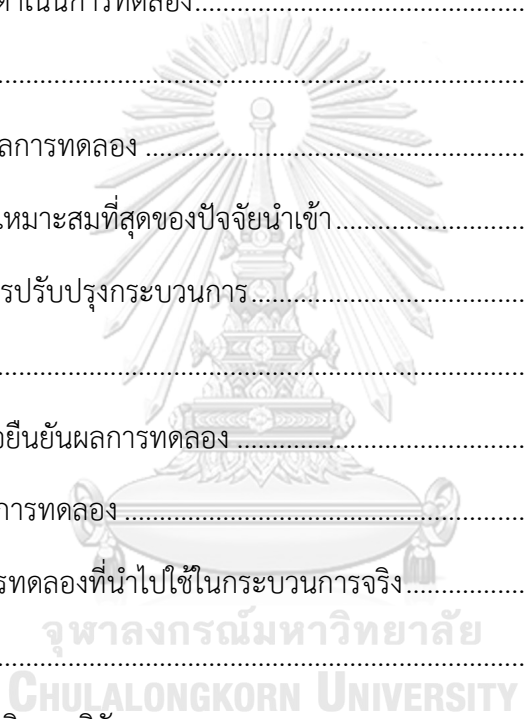 ดำเนินการทดลอง................................................
................................................................................
ลการทดลอง ................................................
เหมาะสมที่สุดของปัจจัยนำเข้า........................
รปรับปรุงกระบวนการ...................................
................................................................................
อยืนยันผลการทดลอง ....................................
การทดลอง ....................................................
รทดลองที่นำไปใช้ในกระบวนการจริง...............
จุฬาลงกรณ์มหาวิทยาลัย
................................................................................
CHULALONGKORN UNIVERSITY